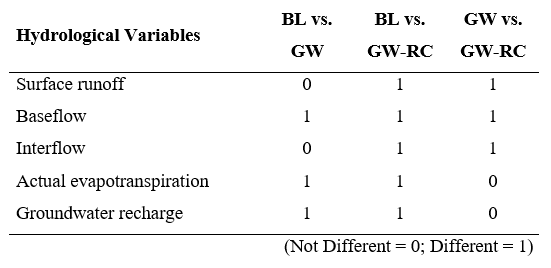 Hydrological Variables BL vs. GW BL vs. GW-RC GW vs. GW-RC
Surface runoff 0 1 1
Baseflow 1 1 1
Interflow 0 1 1
Actual evapotranspiration 1 1 0
Groundwater recharge 1 1 0
(Not Different = 0; Different = 1)